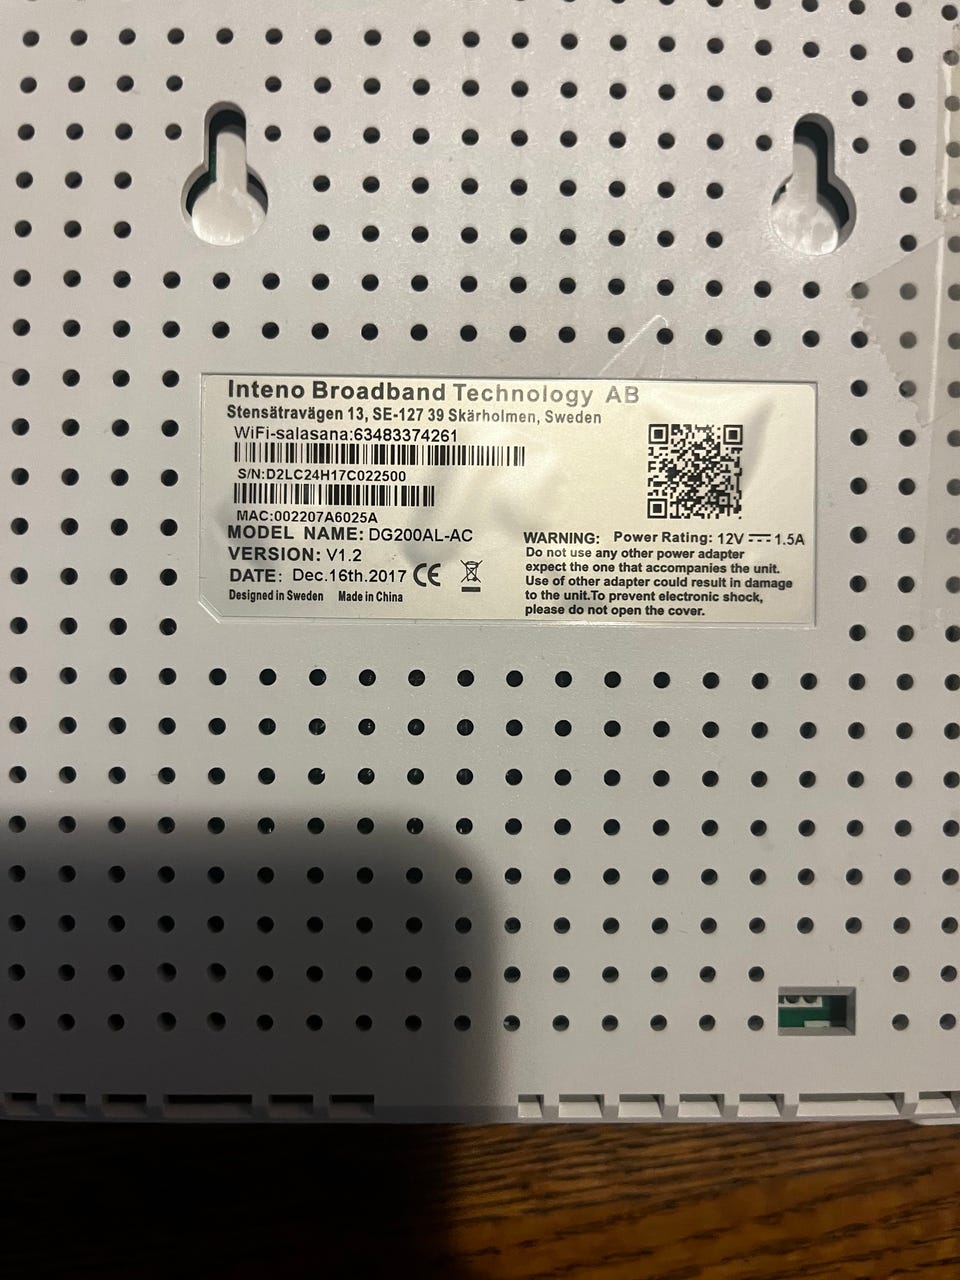 Inteno Broadband Technology AB
Stensätravägen 13, SE-127 39 Skärholmen, Sweden
WiFi-salasana:63483374261
S/N:D2LC24H17C022500
MAC:002207A6025A
MODEL NAME: DG200AL-AC
VERSION: V1.2
DATE: Dec.16th.2017 CE
Designed in Sweden Made in China
WARNING: Power Rating: 12V 1.5A
Do not use any other power adapter
expect the one that accompanies the unit.
Use of other adapter could result in damage
to the unit.To prevent electronic shock,
please do not open the cover.